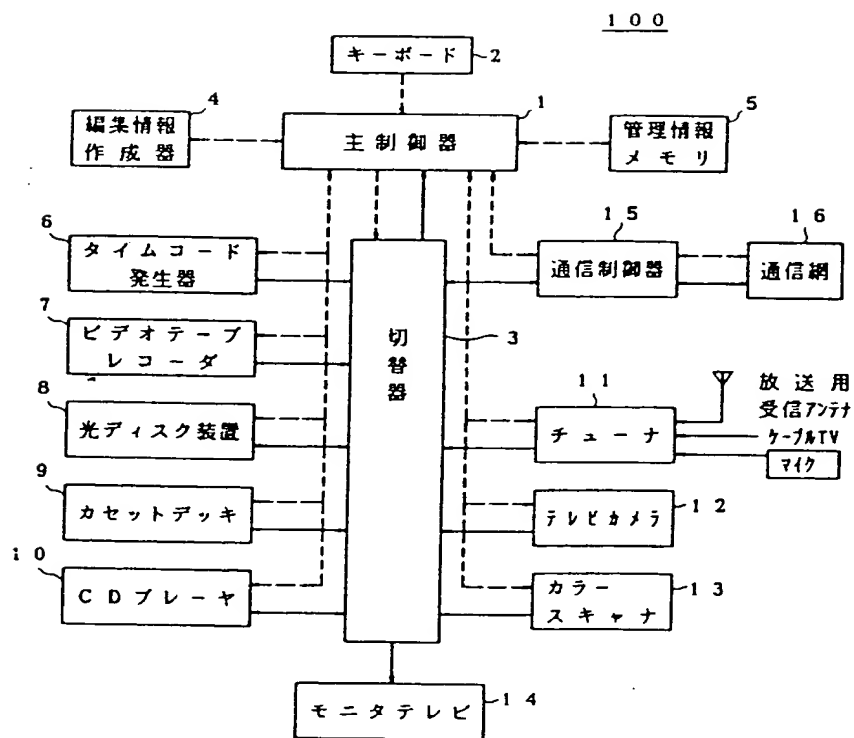 100
キーボード
2
4
編集情報
作成器
1
主制御器
5
管理情報
メモリ
6
タイムコード
発生器
15
通信制御器
16
通信網
7
ビデオテープ
レコーダ
切替器
3
8
光ディスク装置
11
チューナ
放送用
受信アンテナ
ケーブルTV
マイク
9
カセットデッキ
12
テレビカメラ
10
CDプレーヤ
13
カラー
スキャナ
モニタテレビ
14